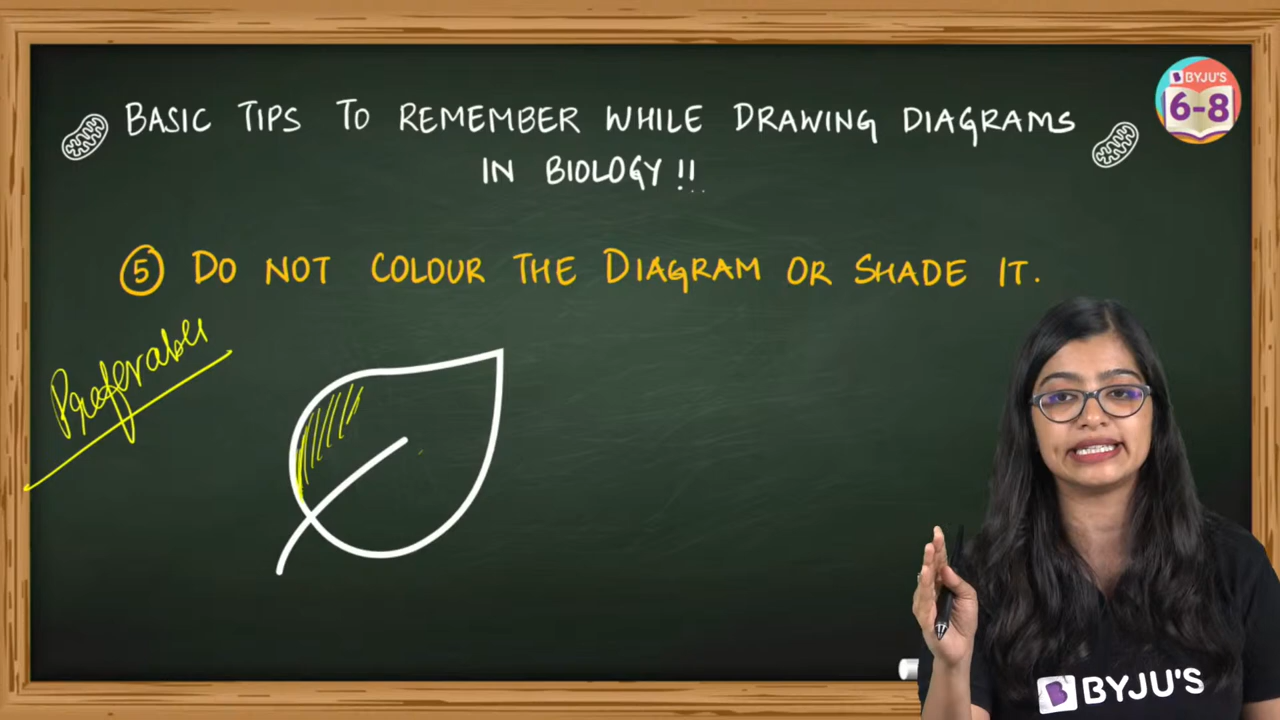 BASIC TIPS TO REMEMBER WHILE DRAWING DIAGRAMS
IN BIOLOGY !!
BYJU'S
6-8
5 DO NOT COLOUR THE DIAGRAM OR SHADE IT.
BYJU'S